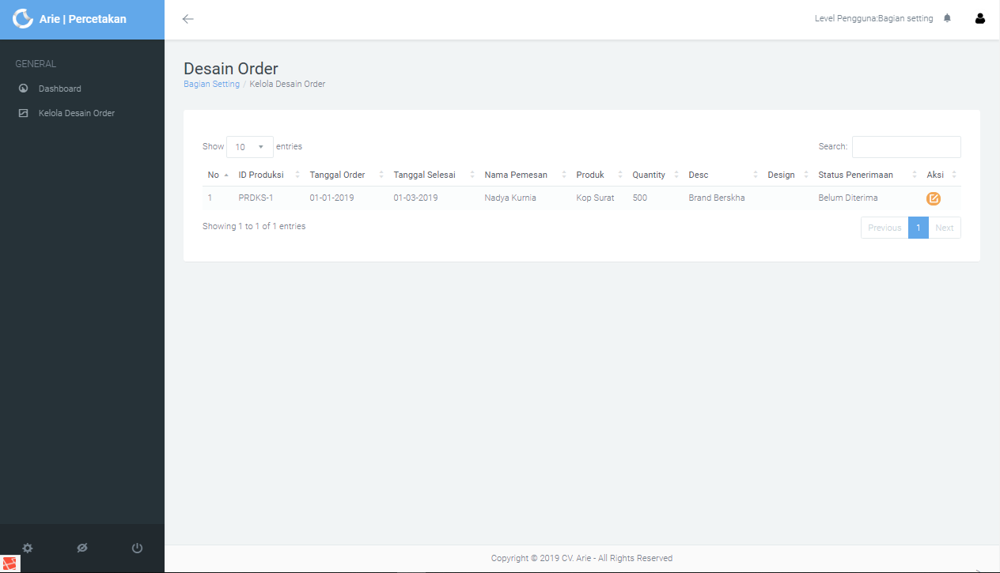 Arie | Percetakan
Level Pengguna:Bagian setting
GENERAL
Dashboard
Kelola Desain Order
Desain Order
Bagian Setting / Kelola Desain Order
Show 10 entries
Search:
No ID Produksi Tanggal Order Tanggal Selesai Nama Pemesan Produk Quantity Desc Design Status Penerimaan Aksi
1 PRDKS-1 01-01-2019 01-03-2019 Nadya Kurnia Kop Surat 500 Brand Berskha Belum Diterima
Showing 1 to 1 of 1 entries
Previous 1 Next
Copyright © 2019 CV. Arie - All Rights Reserved